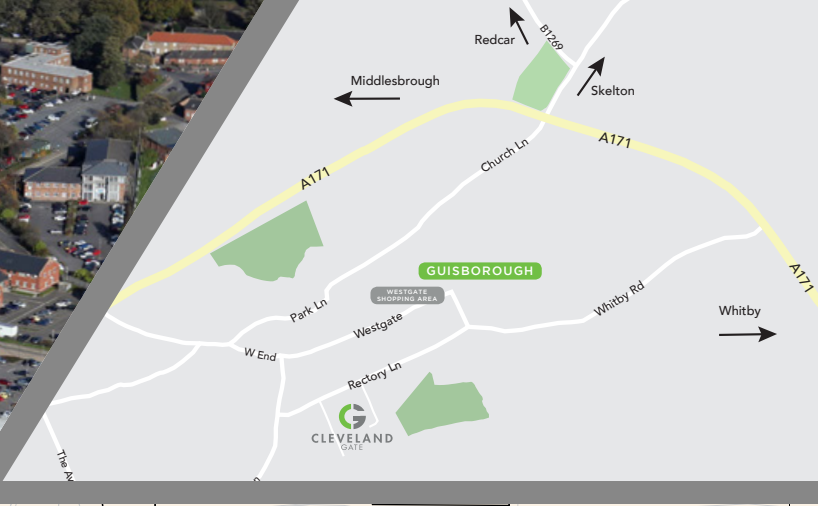 B1269
Redcar
Middlesbrough
Skelton
A171
Church Ln
A171
GUISBOROUGH
WESTGATE
SHOPPING AREA
A171
Park Ln
Westgate
Whitby Rd
Whitby
W End
Rectory Ln
CLEVELAND
GATE
The